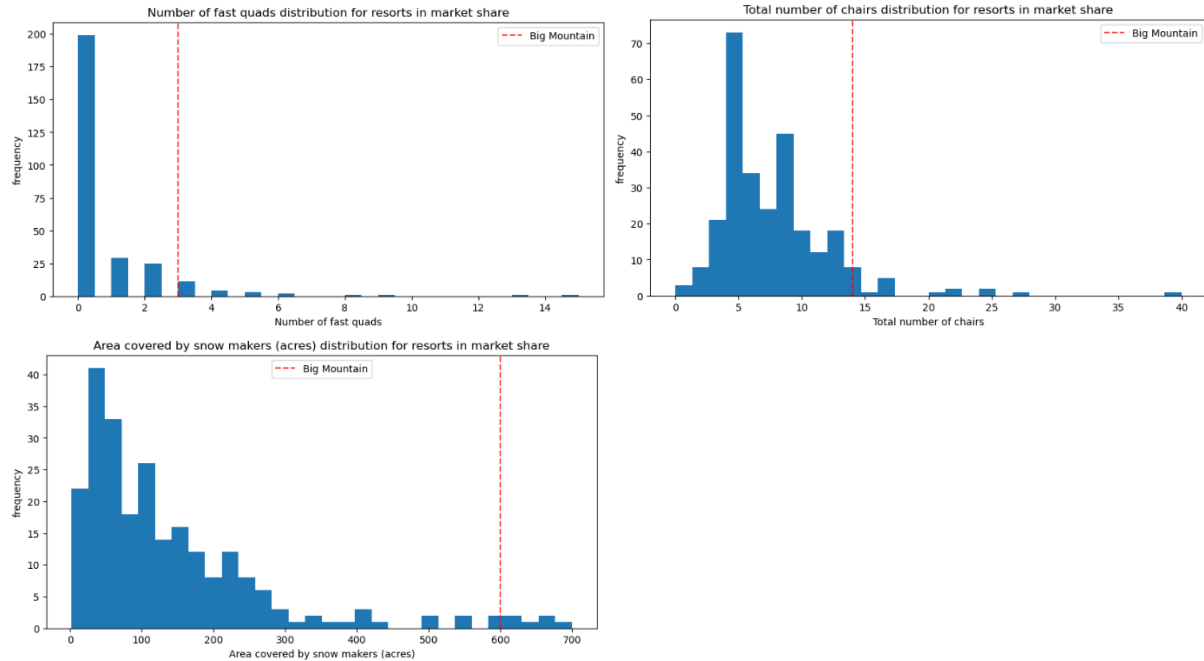 Number of fast quads distribution for resorts in market share
Big Mountain
200
175
150
125
100
75
50
25
0
frequency
0 2 4 6 8 10 12 14
Number of fast quads
Total number of chairs distribution for resorts in market share
Big Mountain
70
60
50
40
30
20
10
0
frequency
0 5 10 15 20 25 30 35 40
Total number of chairs
Area covered by snow makers (acres) distribution for resorts in market share
Big Mountain
40
35
30
25
20
15
10
5
0
frequency
0 100 200 300 400 500 600 700
Area covered by snow makers (acres)